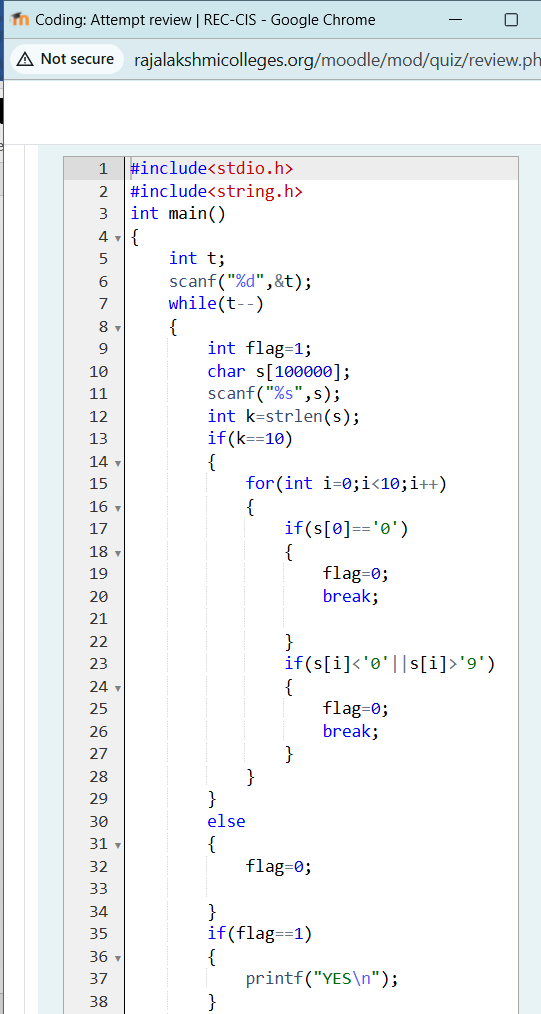 Coding: Attempt review | REC-CIS - Google Chrome
Not secure rajalakshmicolleges.org/moodle/mod/quiz/review.ph
1 #include<stdio.h>
2 #include<string.h>
3 int main()
4 {
5     int t;
6     scanf("%d",&t);
7     while(t--)
8     {
9         int flag=1;
10         char s[100000];
11         scanf("%s",s);
12         int k=strlen(s);
13         if(k==10)
14         {
15             for(int i=0;i<10;i++)
16             {
17                 if(s[0]=='0')
18                 {
19                     flag=0;
20                     break;
21
22                 }
23                 if(s[i]<'0'||s[i]>'9')
24                 {
25                     flag=0;
26                     break;
27                 }
28             }
29         }
30         else
31         {
32             flag=0;
33
34         }
35         if(flag==1)
36         {
37             printf("YES\n");
38         }